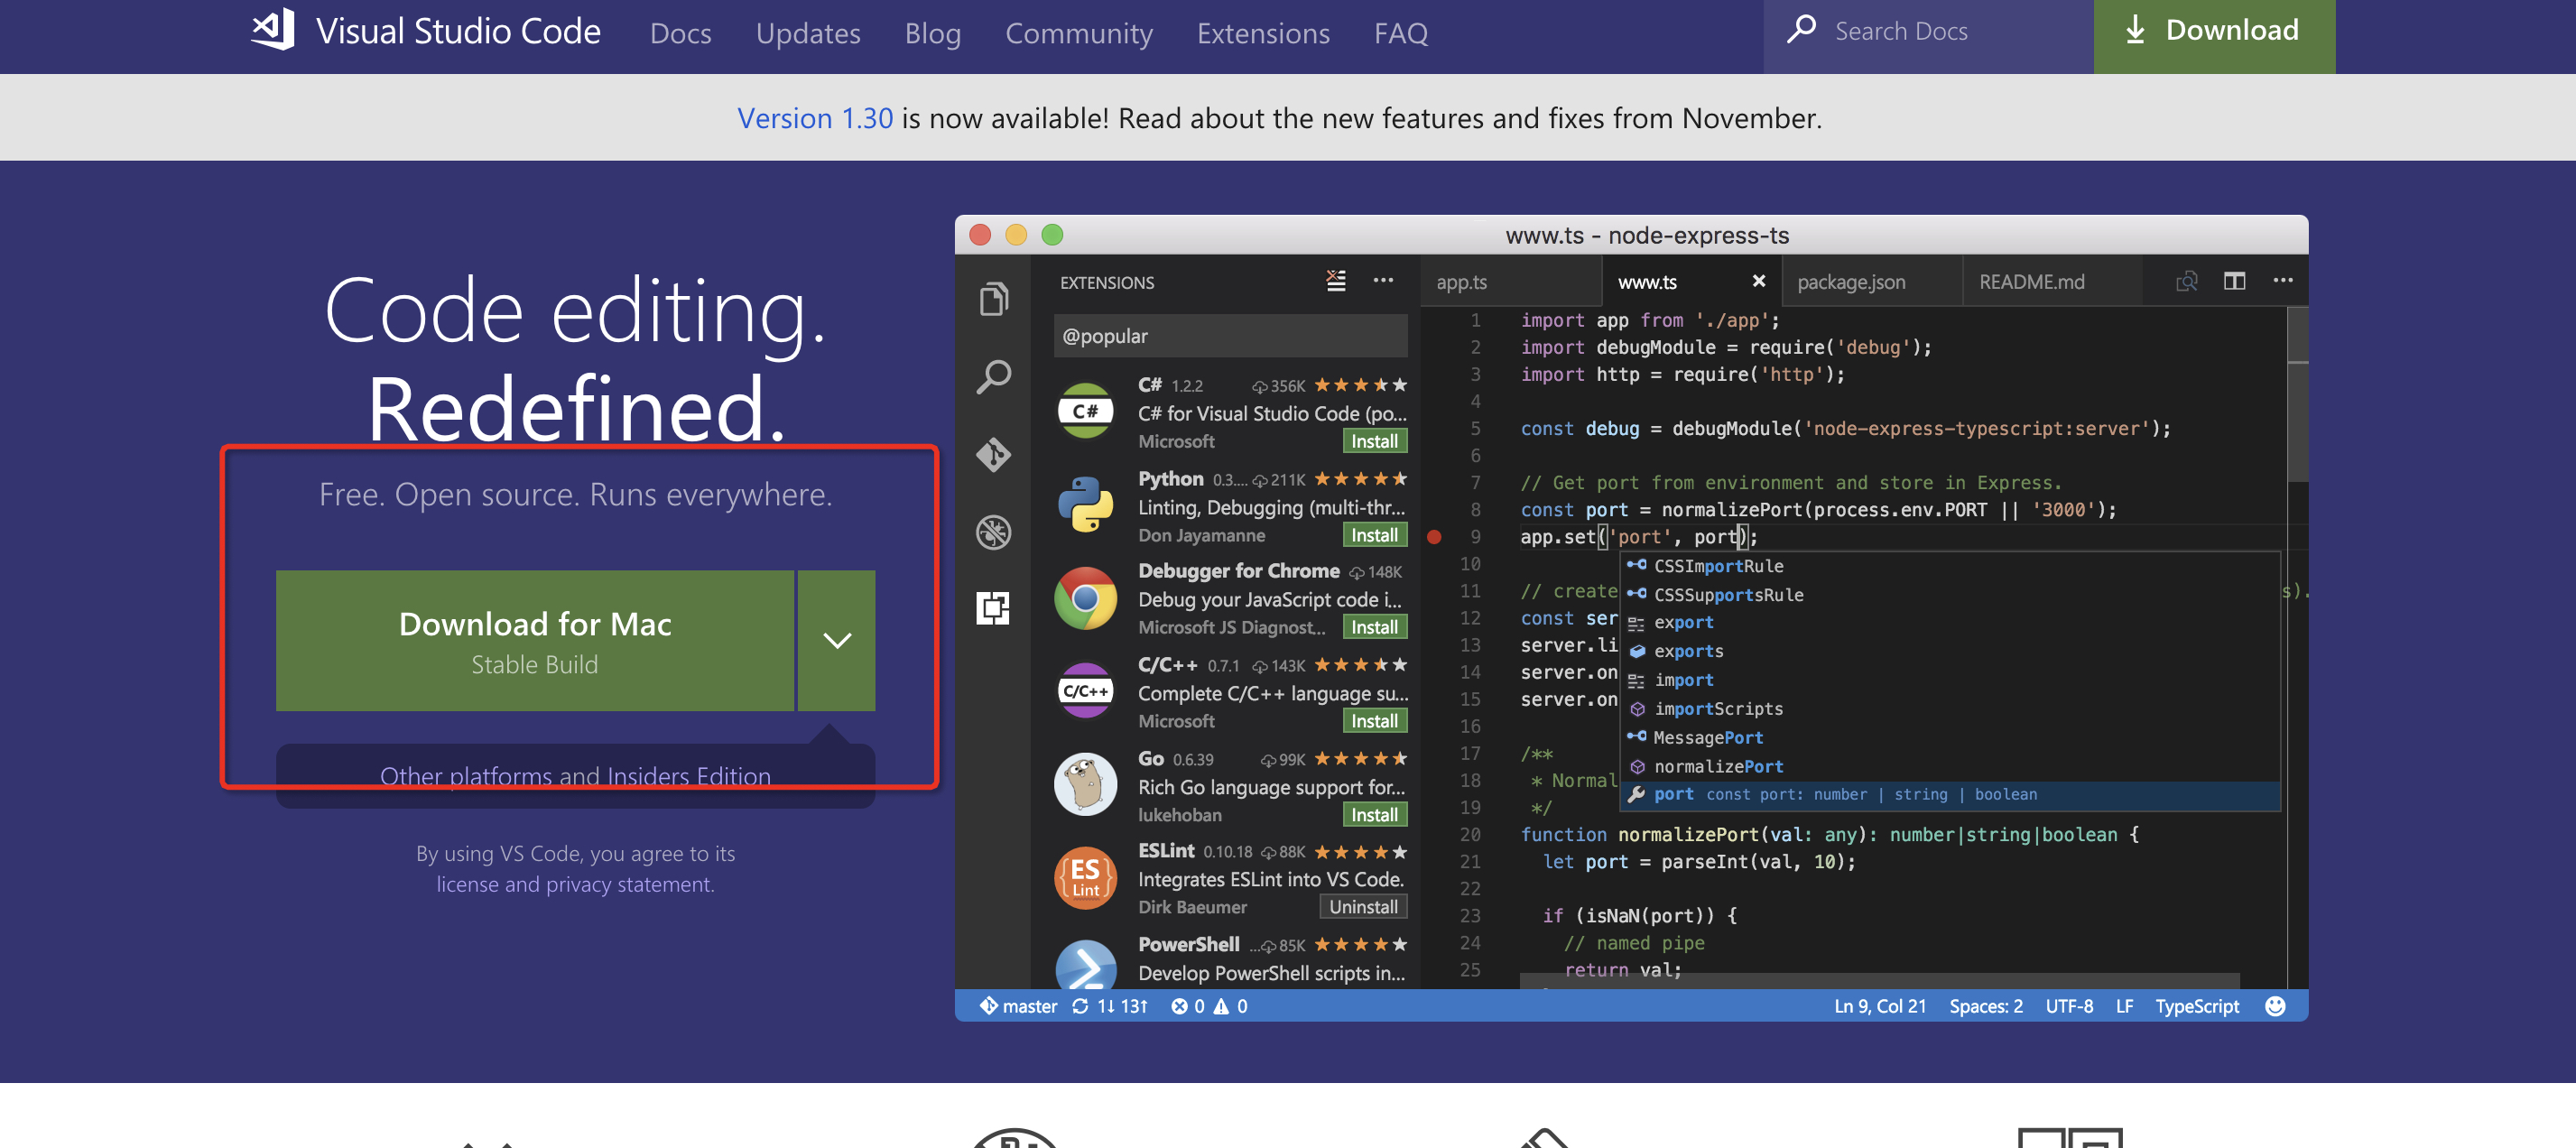 Visual Studio Code Docs Updates Blog Community Extensions FAQ Search Docs Download
Version 1.30 is now available! Read about the new features and fixes from November.
Code editing.
Redefined.
Free. Open source. Runs everywhere.
Download for Mac
Stable Build
Other platforms and Insiders Edition
By using VS Code, you agree to its
license and privacy statement.
www.ts - node-express-ts
EXTENSIONS
@popular
C# 1.2.2 356K
C#
C# for Visual Studio Code (po...
Microsoft Install
Python 0.3.... 211K
Linting, Debugging (multi-thr...
Don Jayamanne Install
Debugger for Chrome 148K
Debug your JavaScript code i...
Microsoft JS Diagnost... Install
C/C++ 0.7.1 143K
C/C++
Complete C/C++ language su...
Microsoft Install
Go 0.6.39 99K
Rich Go language support for...
lukehoban Install
ESLint 0.10.18 88K
{ES}
Lint
Integrates ESLint into VS Code.
Dirk Baeumer Uninstall
PowerShell ... 85K
Develop PowerShell scripts in...
app.ts www.ts package.json README.md
1 import app from './app';
2 import debugModule = require('debug');
3 import http = require('http');
4
5 const debug = debugModule('node-express-typescript:server');
6
7 // Get port from environment and store in Express.
8 const port = normalizePort(process.env.PORT || '3000');
9 app.set('port', port);
10
11 // create s).
12 const ser
13 server.li
14 server.on
15 server.on
16
17 /**
18 * Normal
19 */
20 function normalizePort(val: any): number|string|boolean {
21 let port = parseInt(val, 10);
22
23 if (isNaN(port)) {
24 // named pipe
25 return val;
CSSImportRule
CSSSupportsRule
export
exports
import
importScripts
MessagePort
normalizePort
port const port: number | string | boolean
master 1↓ 13↑ 0 0 Ln 9, Col 21 Spaces: 2 UTF-8 LF TypeScript